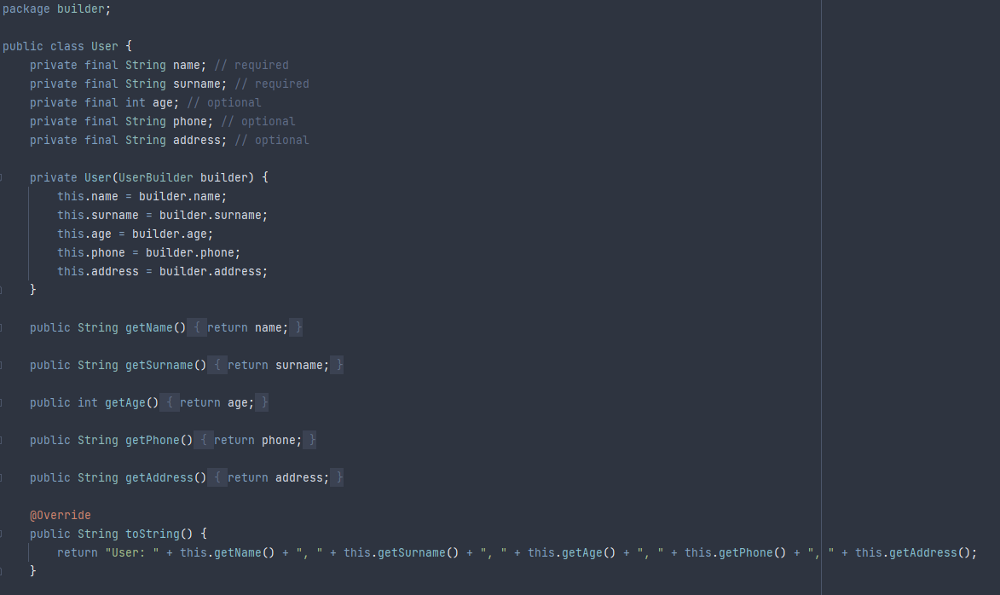 package builder;
public class User {
private final String name; // required
private final String surname; // required
private final int age; // optional
private final String phone; // optional
private final String address; // optional
private User(UserBuilder builder) {
this.name = builder.name;
this.surname = builder.surname;
this.age = builder.age;
this.phone = builder.phone;
this.address = builder.address;
}
public String getName() { return name; }
public String getSurname() { return surname; }
public int getAge() { return age; }
public String getPhone() { return phone; }
public String getAddress() { return address; }
@Override
public String toString() {
return "User: " + this.getName() + ", " + this.getSurname() + ", " + this.getAge() + ", " + this.getPhone() + ", " + this.getAddress();
}